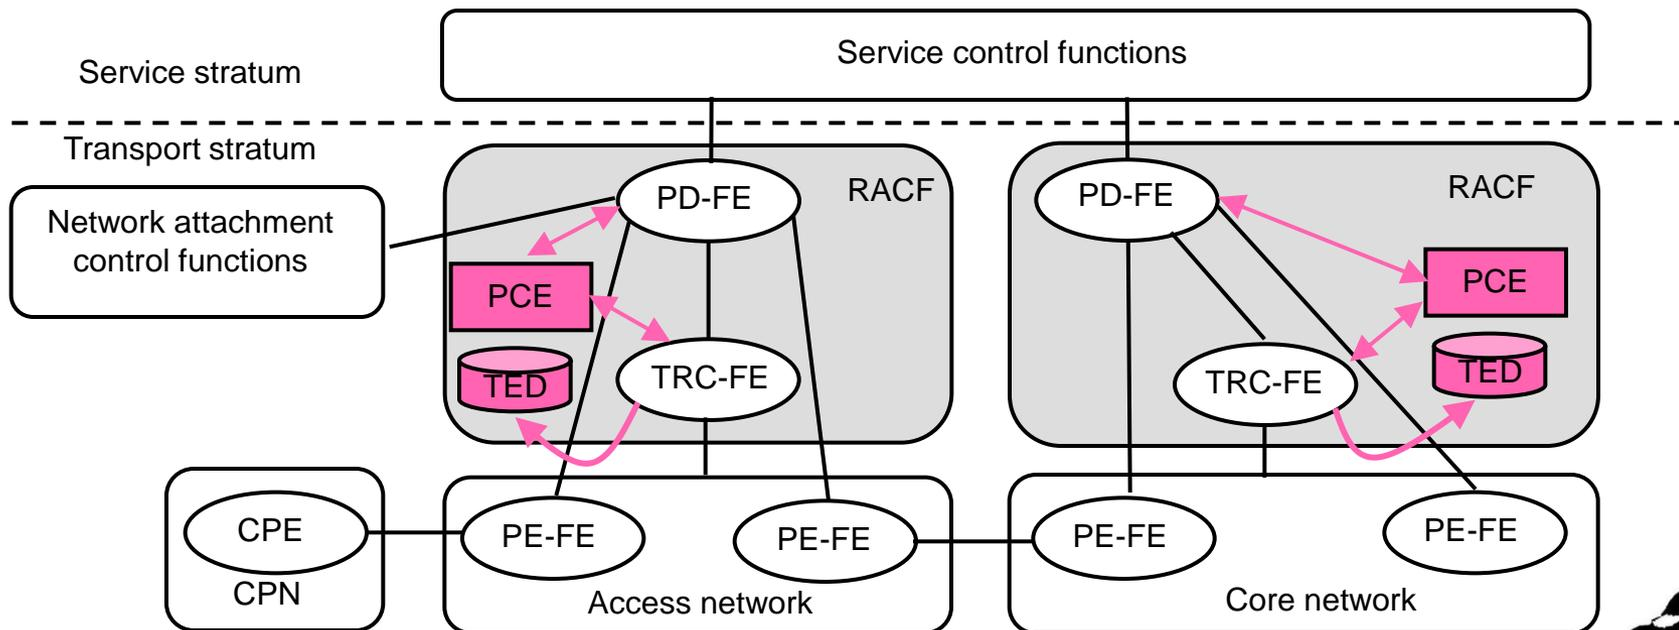 Service control functions
Service stratum
Transport stratum
Network attachment
control functions
PD-FE
RACF
PCE
TED
TRC-FE
PD-FE
RACF
PCE
TED
TRC-FE
CPE
CPN
PE-FE
PE-FE
Access network
PE-FE
PE-FE
Core network